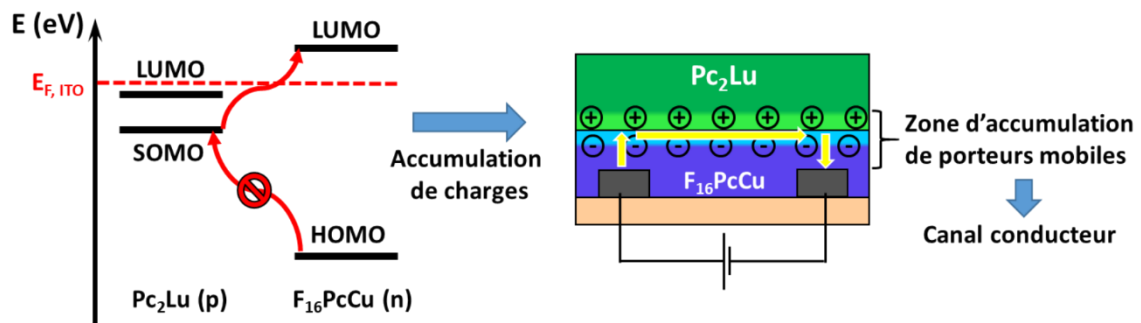 E (eV)
LUMO
LUMO
E_F, ITO
SOMO
HOMO
Pc₂Lu (p)
F₁₆PcCu (n)
Accumulation
de charges
Pc₂Lu
+ + + + + + +
- - - - - - -
F₁₆PcCu
Zone d’accumulation
de porteurs mobiles
Canal conducteur